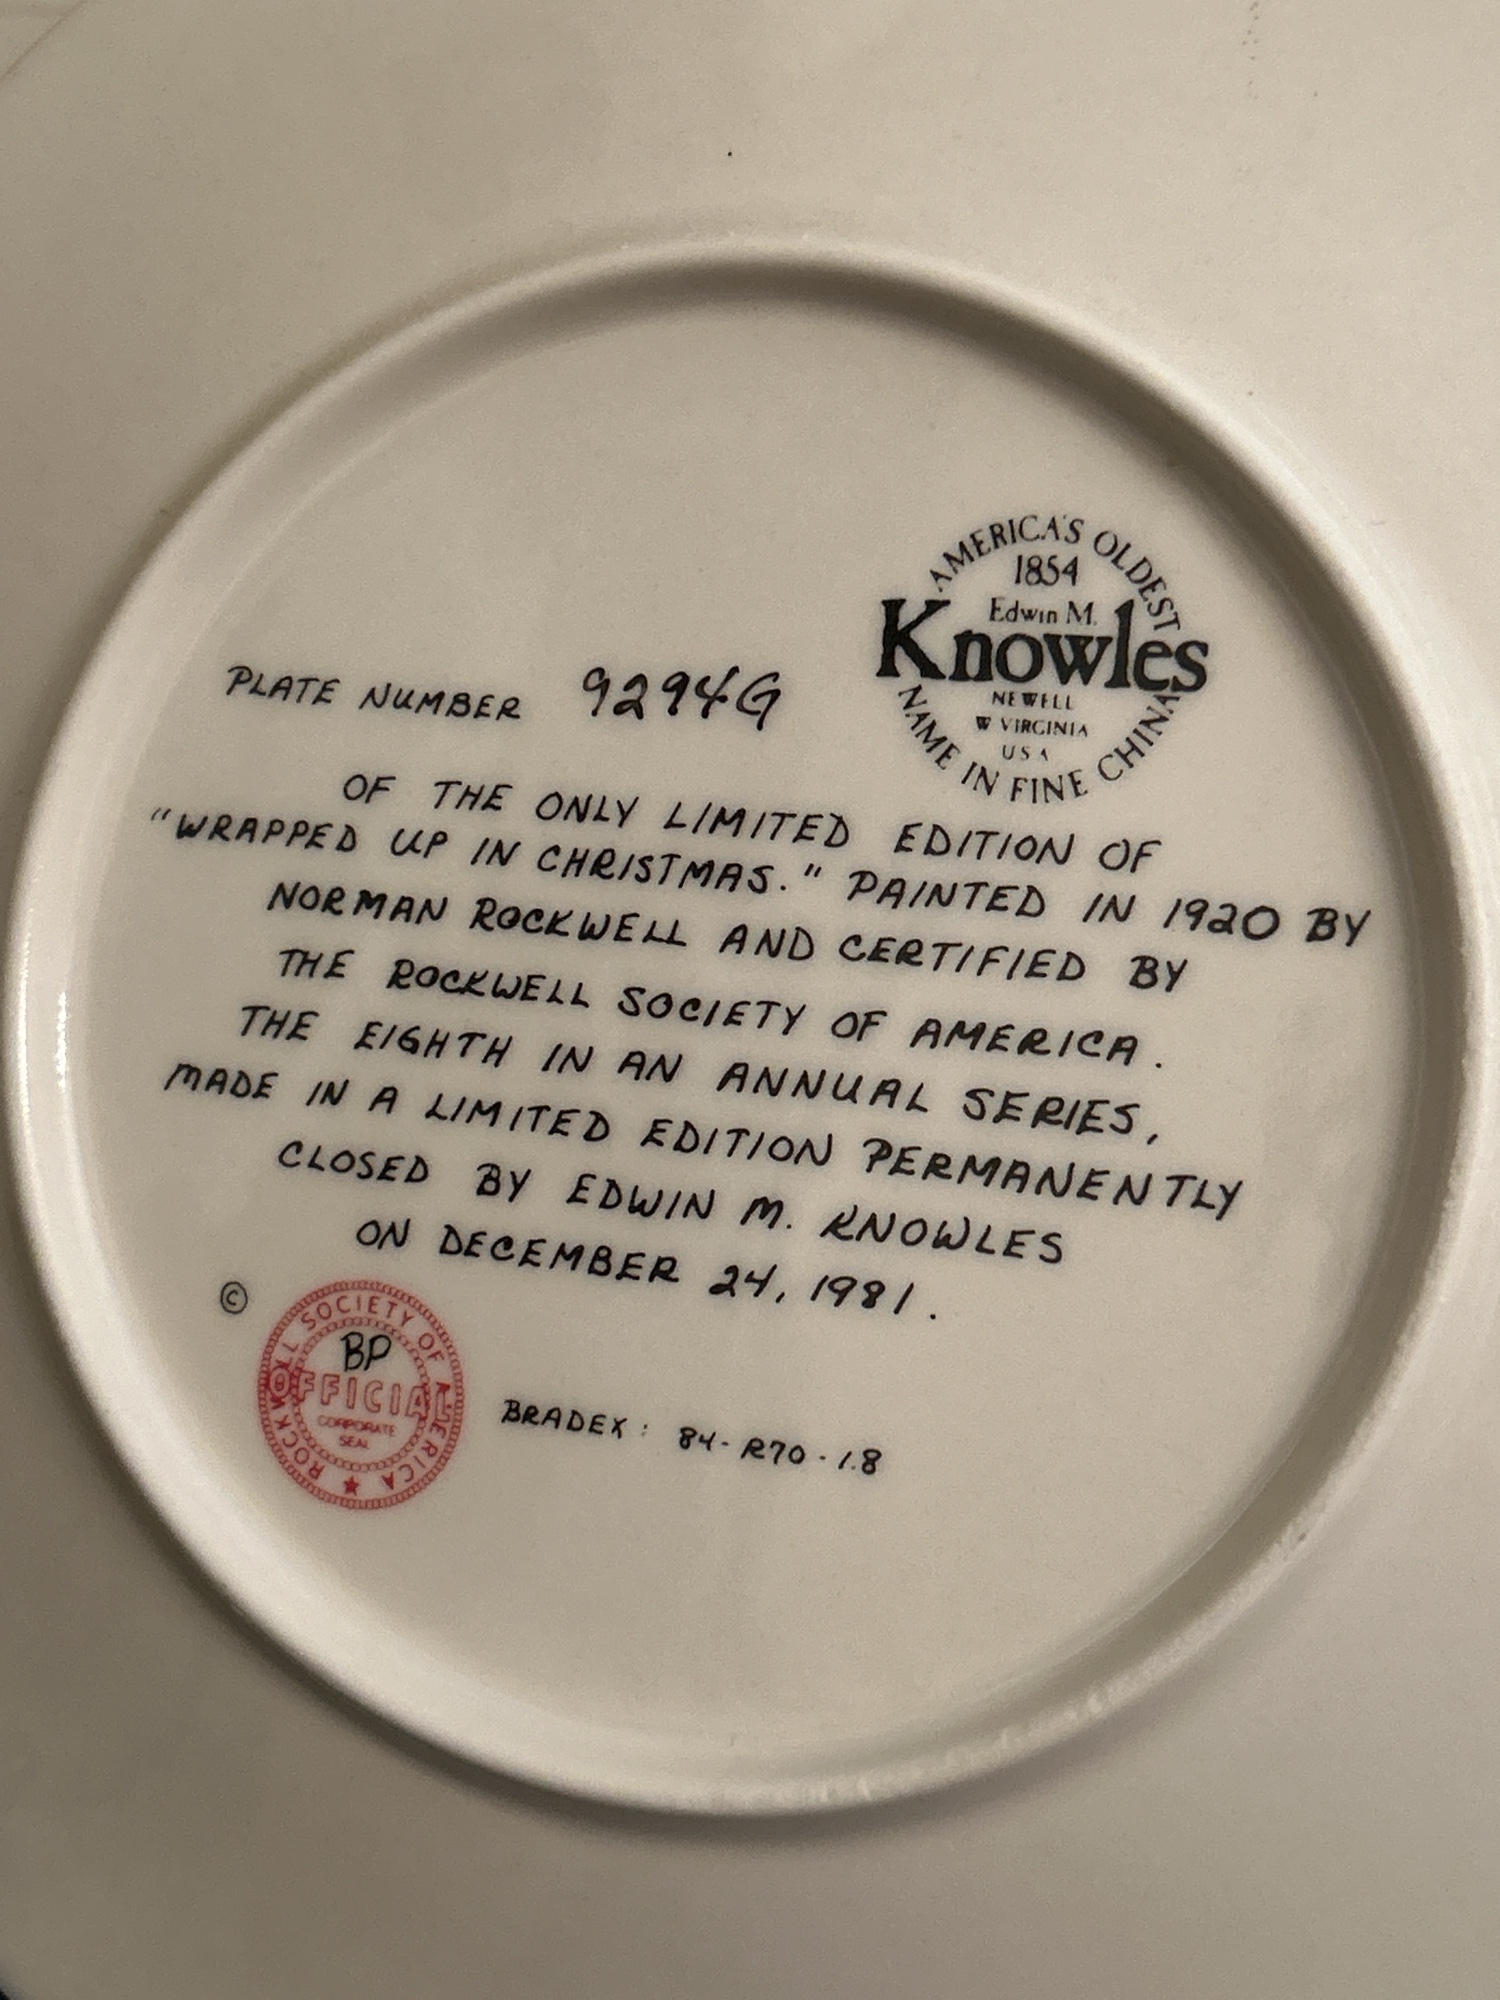 AMERICA'S OLDEST
1854
Edwin M.
Knowles
NEWELL
W VIRGINIA
USA
NAME IN FINE CHINA
PLATE NUMBER 9294G
OF THE ONLY LIMITED EDITION OF
"WRAPPED UP IN CHRISTMAS." PAINTED IN 1920 BY
NORMAN ROCKWELL AND CERTIFIED BY
THE ROCKWELL SOCIETY OF AMERICA.
THE EIGHTH IN AN ANNUAL SERIES,
MADE IN A LIMITED EDITION PERMANENTLY
CLOSED BY EDWIN M. KNOWLES
ON DECEMBER 24, 1981.
©
ROCKWELL SOCIETY OF AMERICA ★
BP
OFFICIAL
CORPORATE
SEAL
BRADEX: 84-R70-1.8